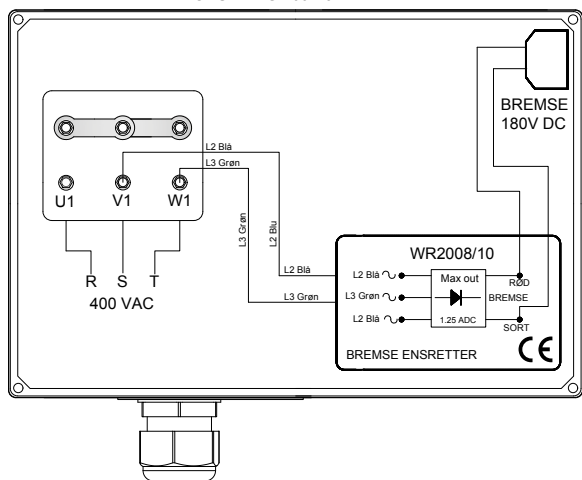 BREMSE
180V DC
L2 Blå
L3 Grøn
U1 V1 W1
L3 Grøn
L2 Blu
R S T
400 VAC
L2 Blå
L3 Grøn
WR2008/10
L2 Blå
L3 Grøn
L2 Blå
Max out
1.25 ADC
RØD
BREMSE
SORT
BREMSE ENSRETTER
CE